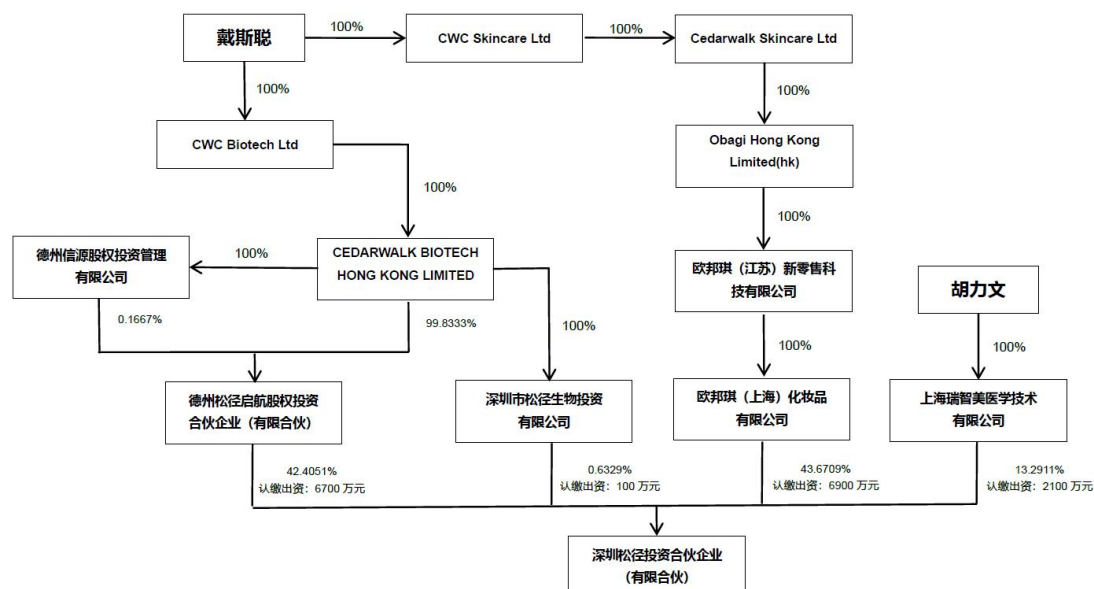 戴斯聪
100%
CWC Skincare Ltd
100%
Cedarwalk Skincare Ltd
100%
100%
CWC Biotech Ltd
Obagi Hong Kong
Limited(hk)
100%
100%
德州信源股权投资管理
有限公司
100%
CEDARWALK BIOTECH
HONG KONG LIMITED
欧邦琪（江苏）新零售科
技有限公司
胡力文
0.1667%
99.8333%
100%
100%
100%
德州松径启航股权投资
合伙企业（有限合伙）
深圳市松径生物投资
有限公司
欧邦琪（上海）化妆品
有限公司
上海瑞智美医学技术
有限公司
42.4051%
认缴出资：6700 万元
0.6329%
认缴出资：100 万元
43.6709%
认缴出资：6900 万元
13.2911%
认缴出资：2100 万元
深圳松径投资合伙企业
（有限合伙）